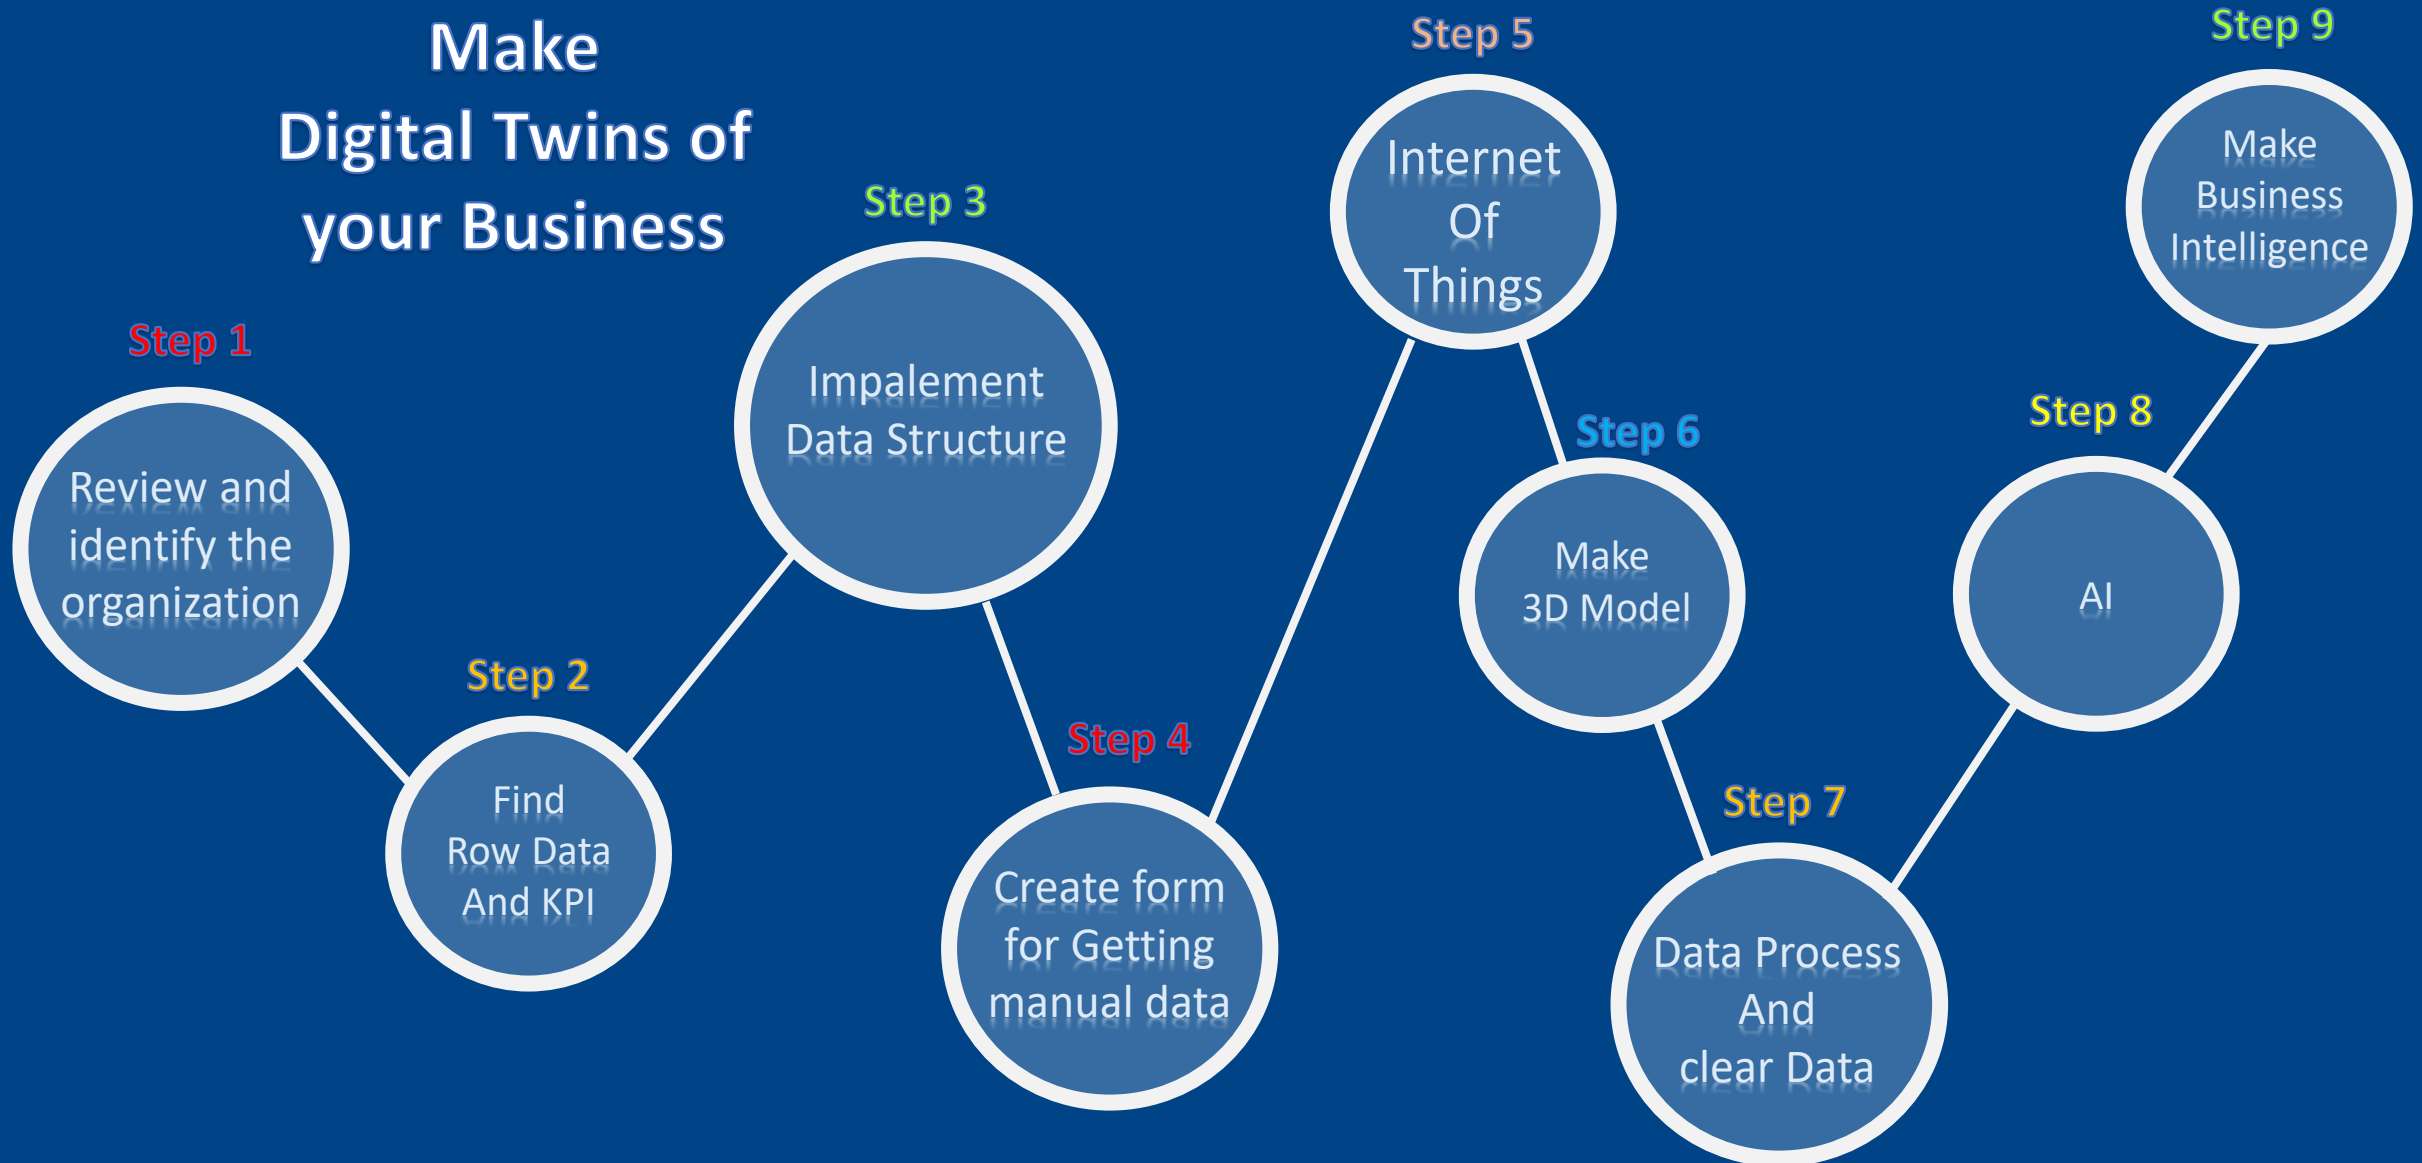 Make
Digital Twins of
your Business
Step 1
Review and
identify the
organization
Step 2
Find
Row Data
And KPI
Step 3
Impalement
Data Structure
Step 4
Create form
for Getting
manual data
Step 5
Internet
Of
Things
Step 6
Make
3D Model
Step 7
Data Process
And
clear Data
Step 8
AI
Step 9
Make
Business
Intelligence